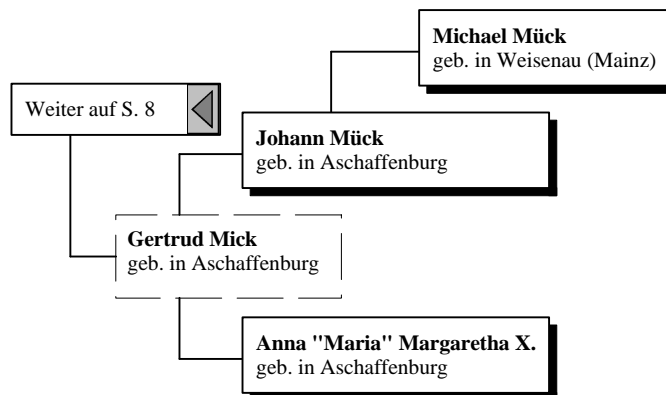 Michael Mück
geb. in Weisenau (Mainz)
Weiter auf S. 8
Johann Mück
geb. in Aschaffenburg
Gertrud Mick
geb. in Aschaffenburg
Anna "Maria" Margaretha X.
geb. in Aschaffenburg